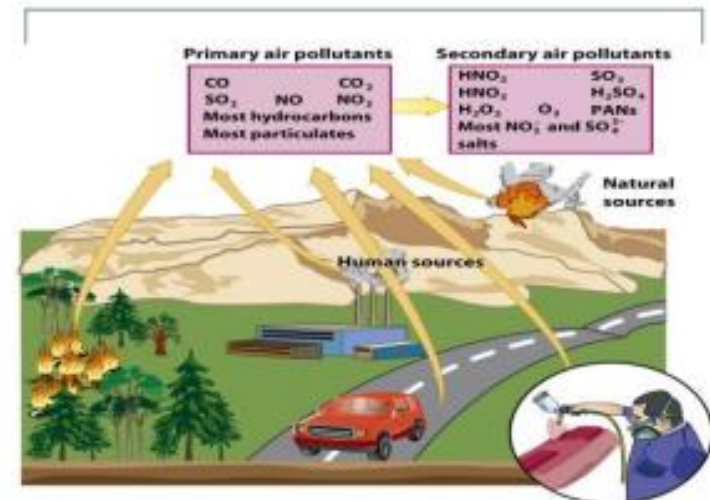 Primary air pollutants
CO CO₂
SO₂ NO NO₂
Most hydrocarbons
Most particulates
Secondary air pollutants
HNO₂ SO₃
HNO₃ H₂SO₄
H₂O₂ O₃ PANs
Most NO₃⁻ and SO₄²⁻
salts
Natural
sources
Human sources